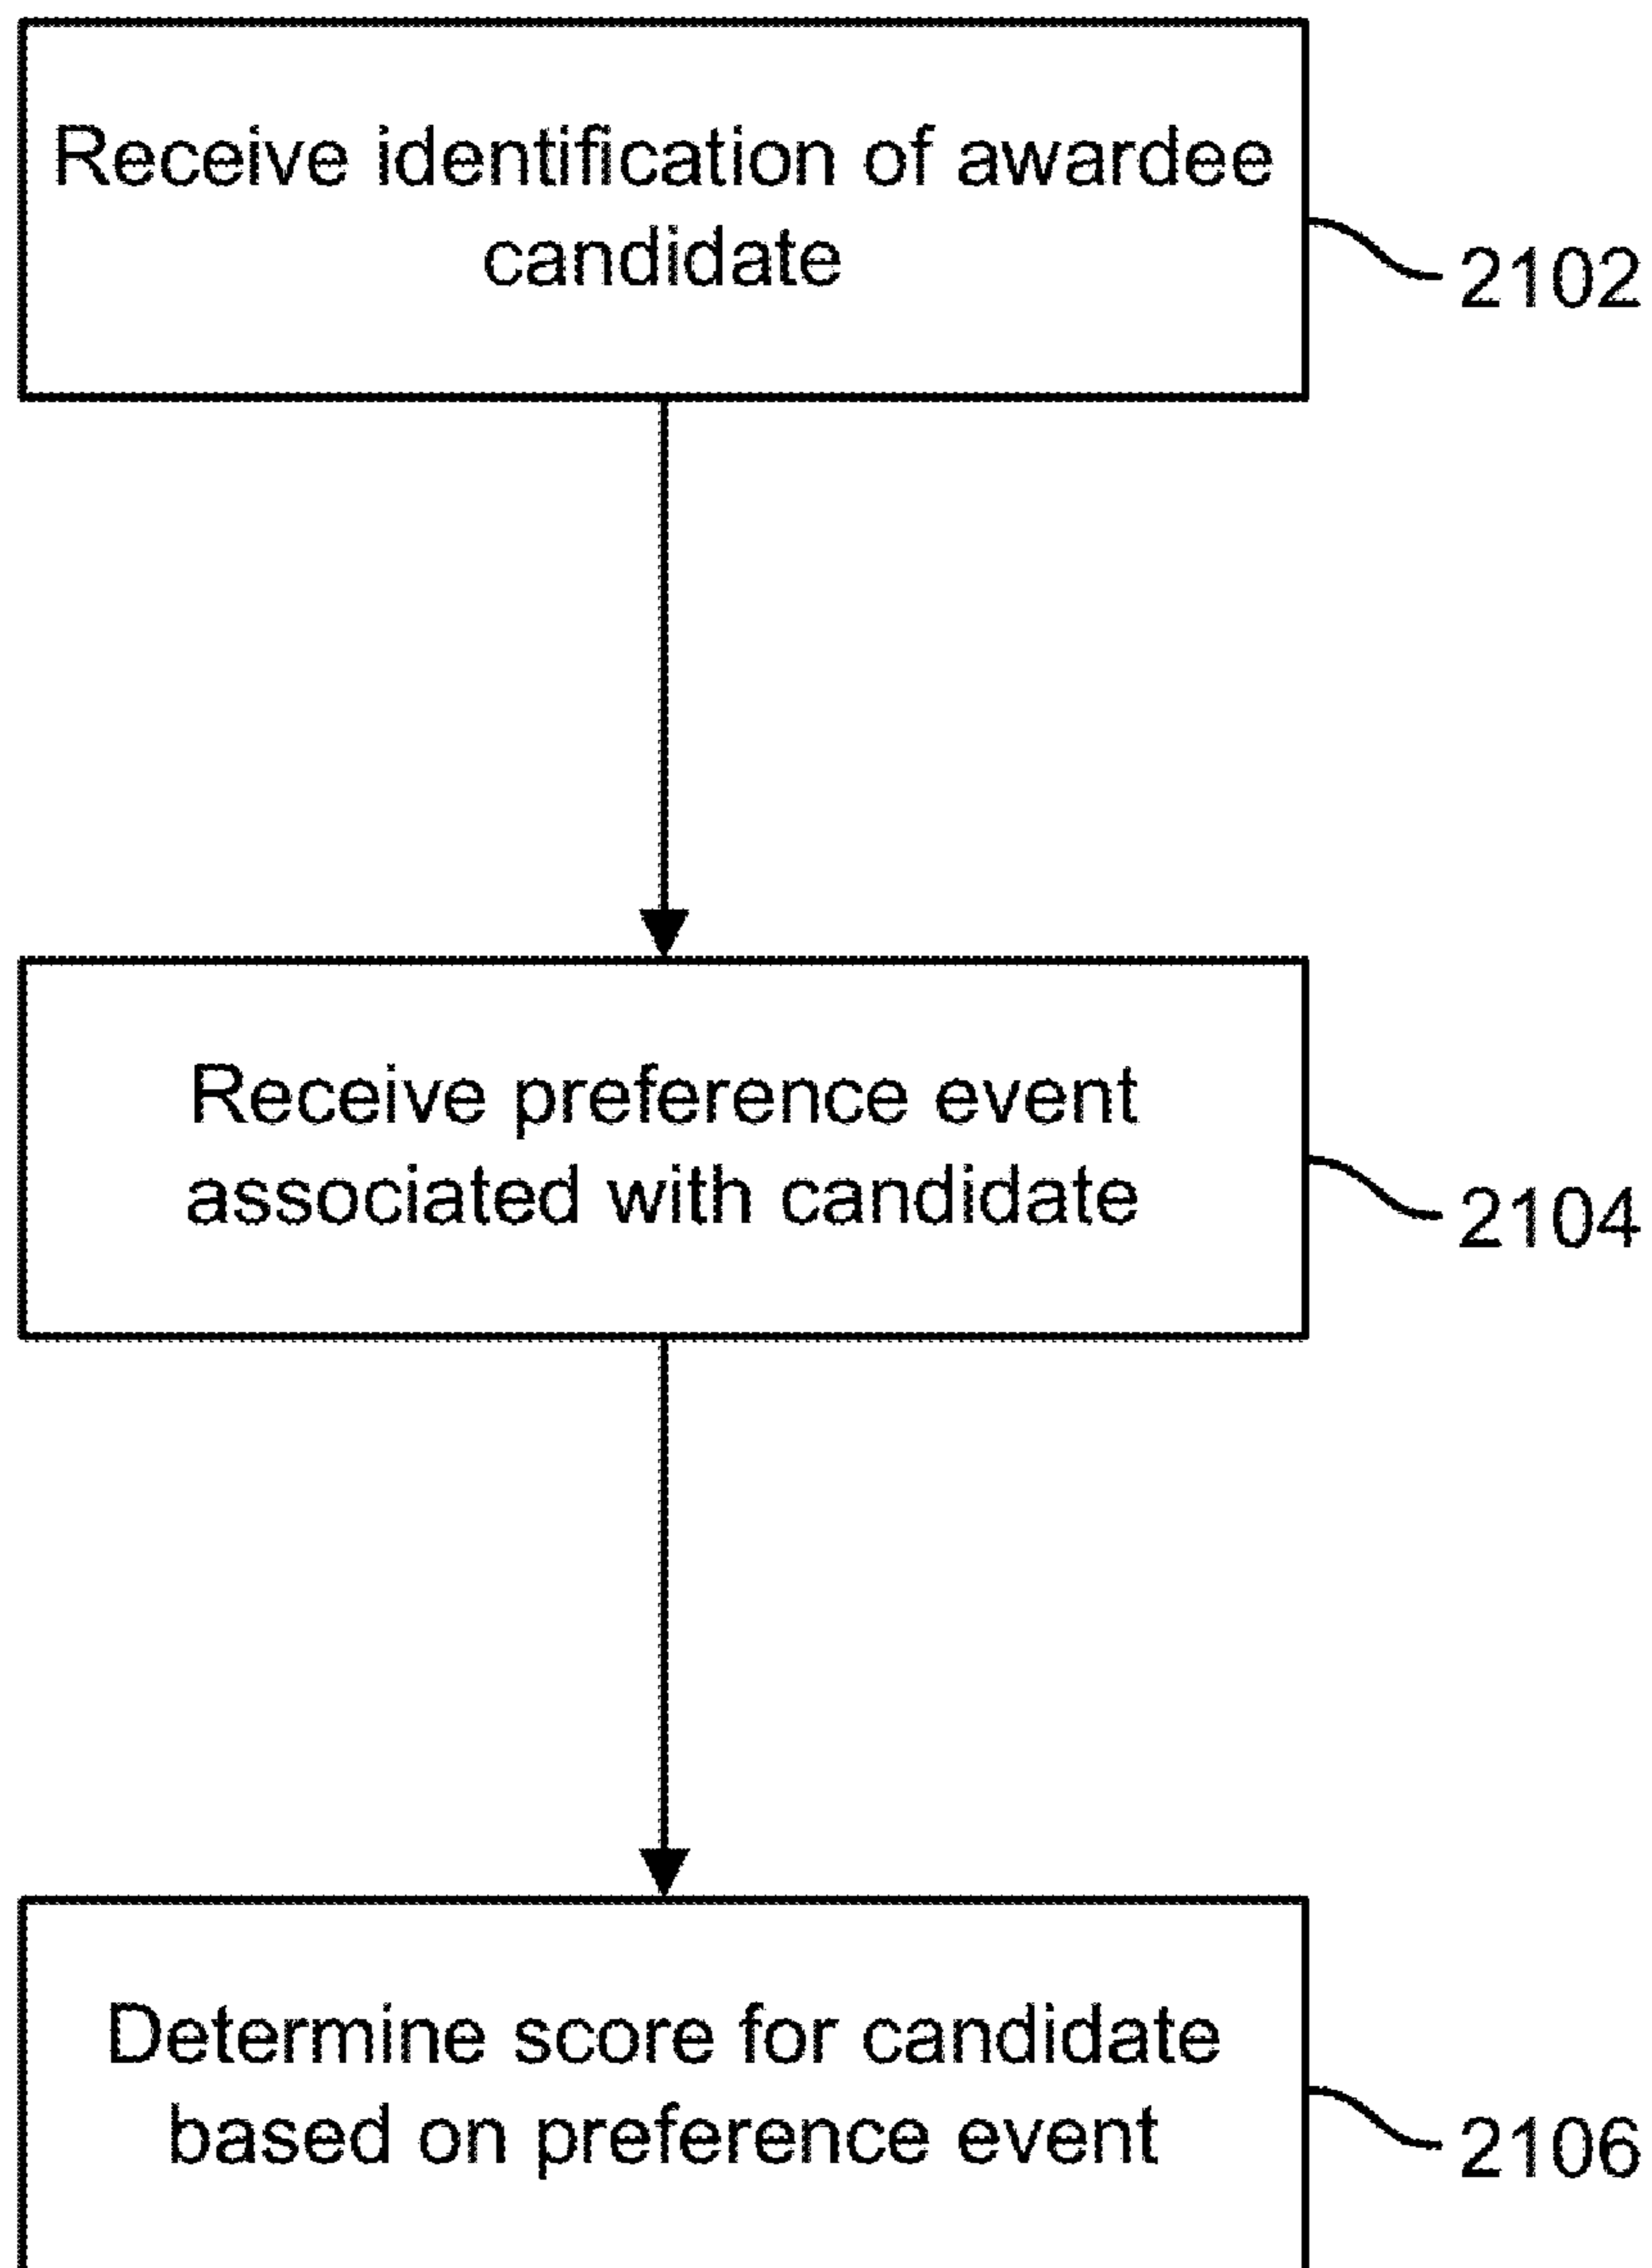 Receive identification of awardee
candidate
2102
Receive preference event
associated with candidate
2104
Determine score for candidate
based on preference event
2106